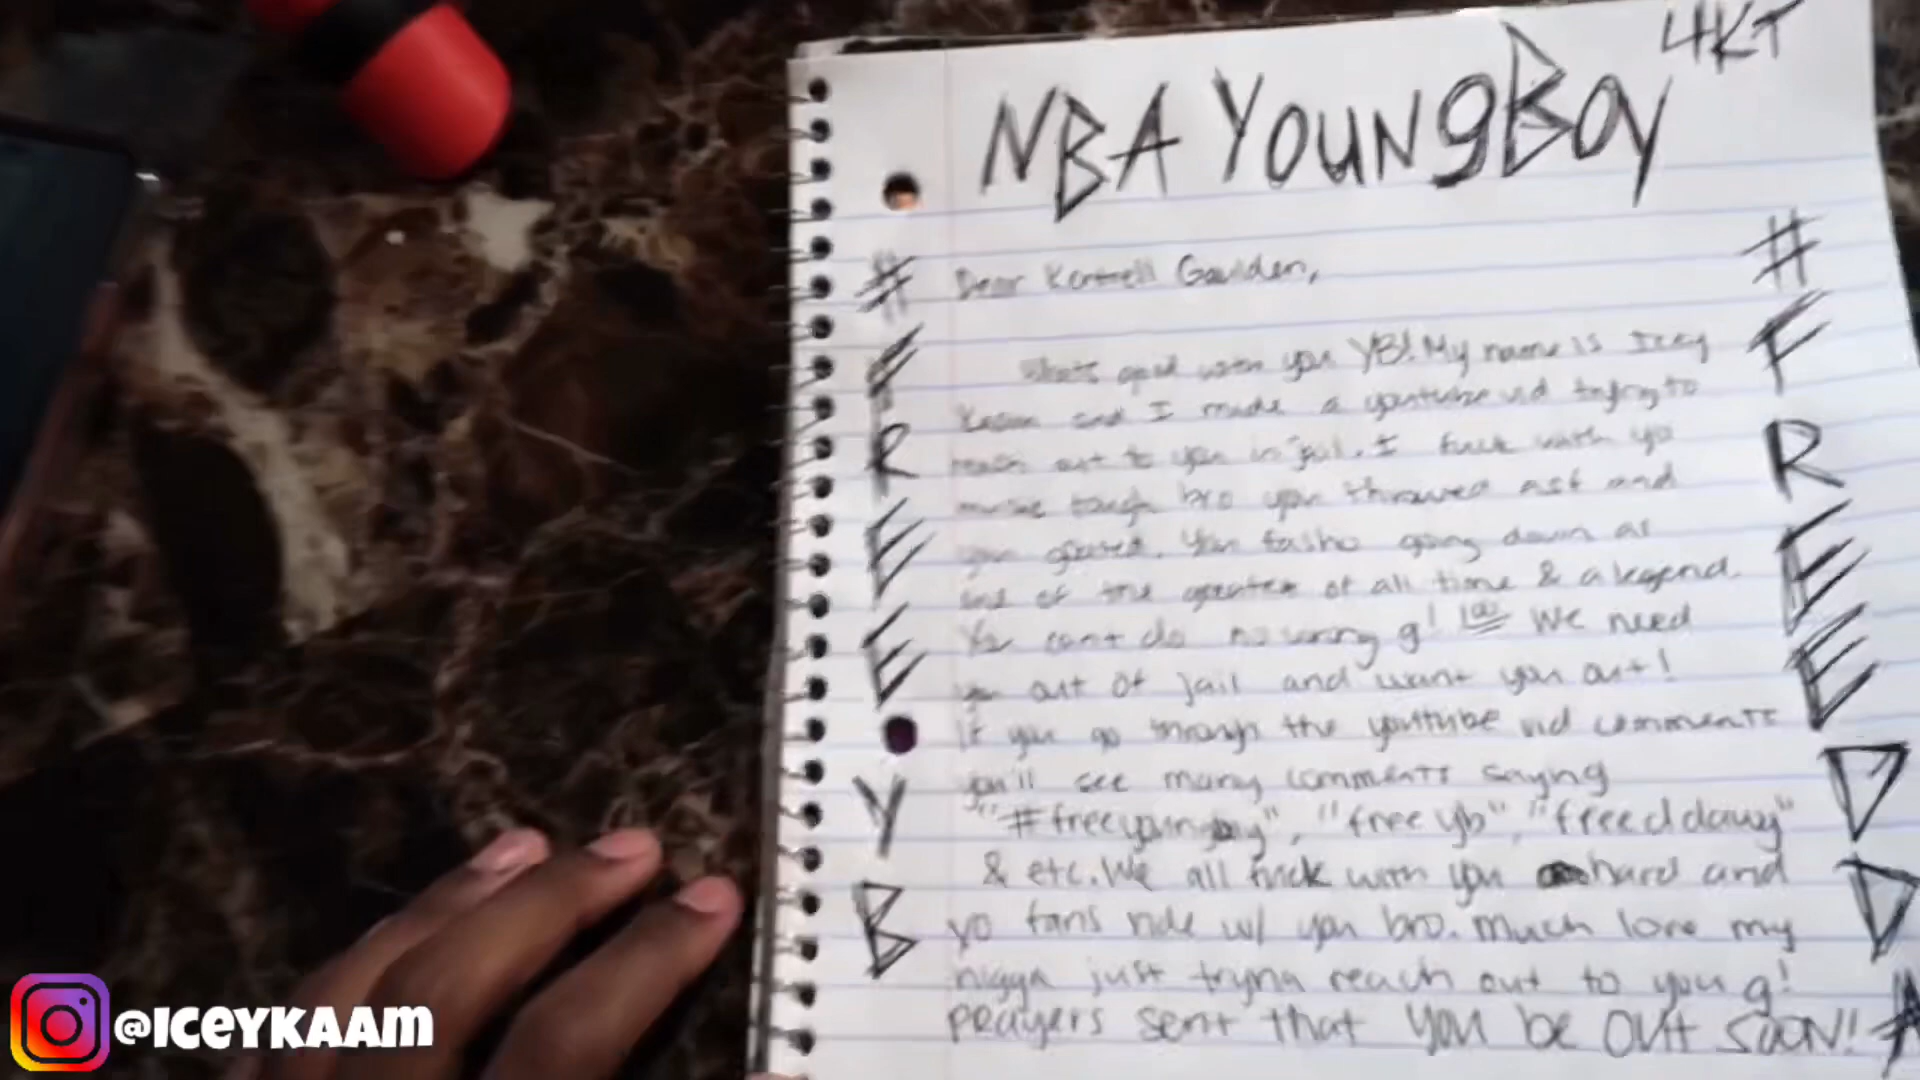 4KT
NBA YOUngBOy
Dear Kentrell Gaulden,
Whats good with you YB! My name is Icey
Kaam and I made a youtube vid trying to
reach out to you in jail. I fuck with yo
music tough bro you throwed asf and
you goated. You fasho going down as
one of the greatest of all time & a legend.
Yo cant do no wrong g! 💯 We need
you out of jail and want you out!
If you go through the youtube vid comments
you'll see many comments saying
"#freeyoungboy", "free yb", "freeddawg"
& etc. We all fuck with you hard and
yo fans ride w/ you bro. Much love my
nigga just tryna reach out to you g!
prayers sent that you be out soon!
#FREEYB
#FREEDDA
@ICEYKAAM